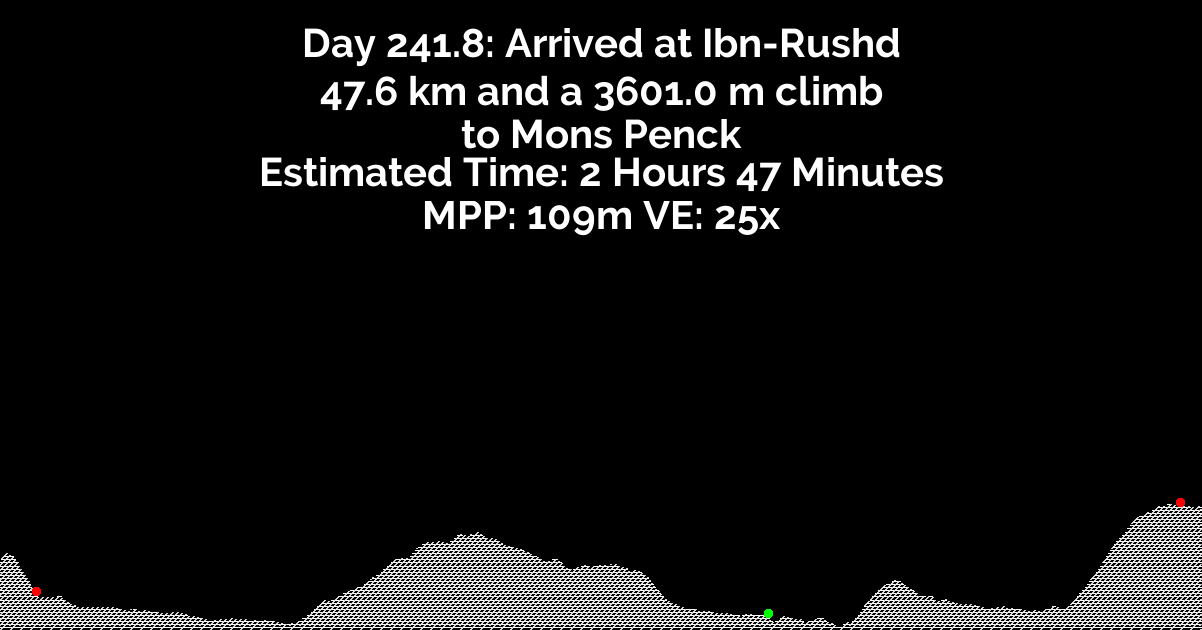 Day 241.8: Arrived at Ibn-Rushd
47.6 km and a 3601.0 m climb
to Mons Penck
Estimated Time: 2 Hours 47 Minutes
MPP: 109m VE: 25x